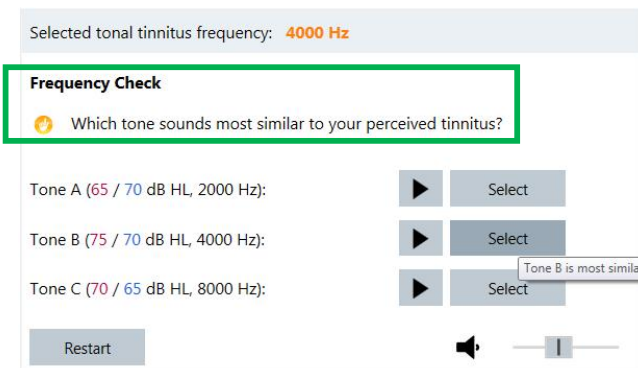 Selected tonal tinnitus frequency: 4000 Hz
Frequency Check
Which tone sounds most similar to your perceived tinnitus?
Tone A (65 / 70 dB HL, 2000 Hz): Select
Tone B (75 / 70 dB HL, 4000 Hz): Select
Tone B is most simila
Tone C (70 / 65 dB HL, 8000 Hz): Select
Restart